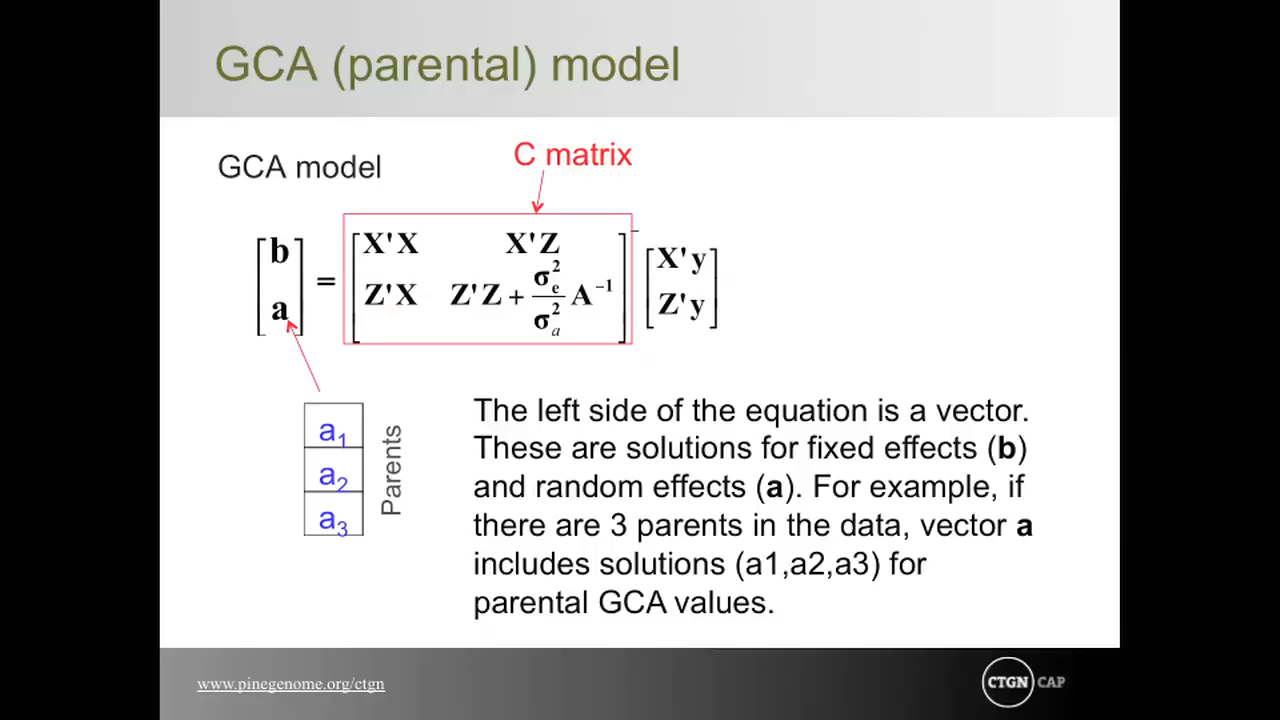 GCA (parental) model
GCA model
C matrix
[b a] = [X'X X'Z Z'X Z'Z + σ²e/σ²a A⁻¹]⁻ [X'y Z'y]
a1
a2
a3
Parents
The left side of the equation is a vector.
These are solutions for fixed effects (b)
and random effects (a). For example, if
there are 3 parents in the data, vector a
includes solutions (a1,a2,a3) for
parental GCA values.
www.pinegenome.org/ctgn
CTGN CAP